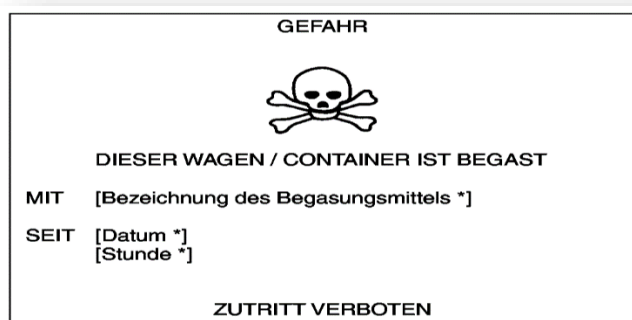 GEFAHR
DIESER WAGEN / CONTAINER IST BEGAST
MIT [Bezeichnung des Begasungsmittels *]
SEIT [Datum *]
[Stunde *]
ZUTRITT VERBOTEN